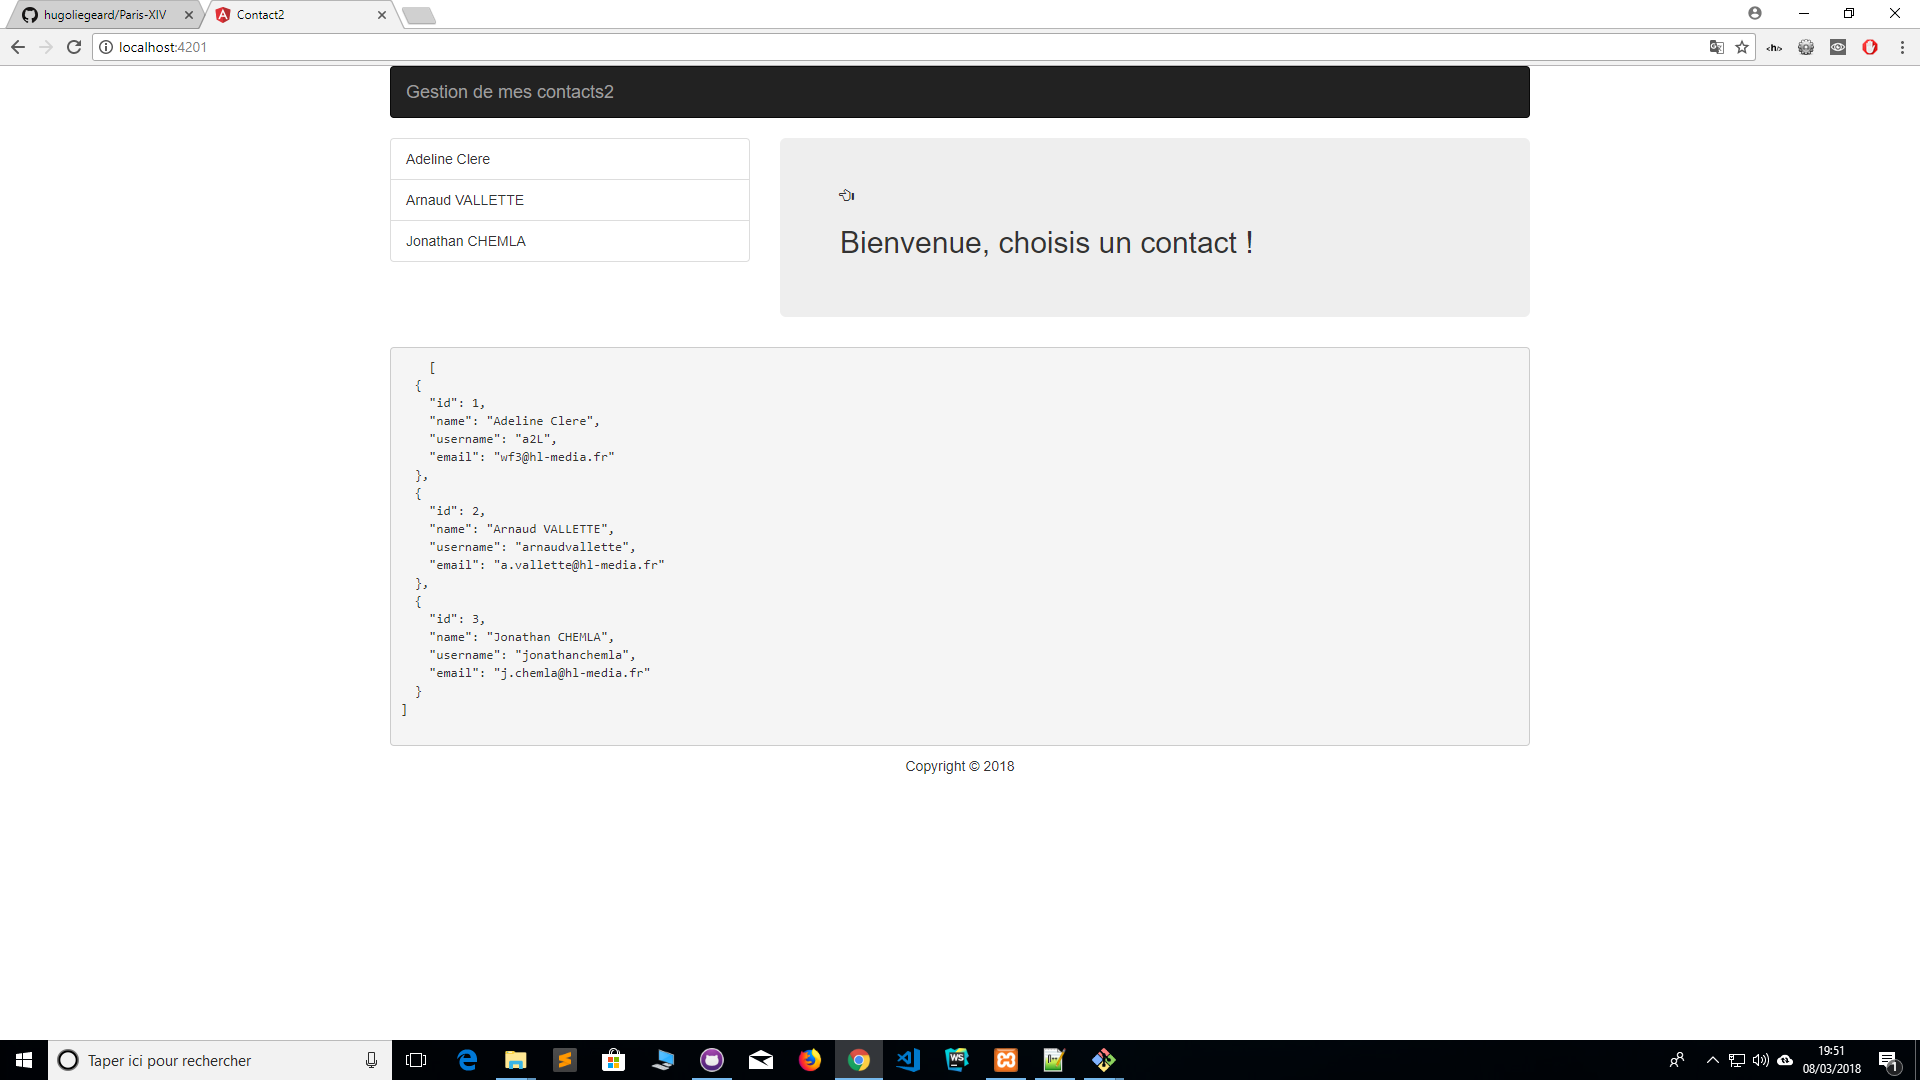 hugoliegeard/Paris-XIV
Contact2
localhost:4201
Gestion de mes contacts2
Adeline Clere
Arnaud VALLETTE
Jonathan CHEMLA
Bienvenue, choisis un contact !
[
{
"id": 1,
"name": "Adeline Clere",
"username": "a2L",
"email": "wf3@hl-media.fr"
},
{
"id": 2,
"name": "Arnaud VALLETTE",
"username": "arnaudvallette",
"email": "a.vallette@hl-media.fr"
},
{
"id": 3,
"name": "Jonathan CHEMLA",
"username": "jonathanchemla",
"email": "j.chemla@hl-media.fr"
}
]
Copyright © 2018
Taper ici pour rechercher
WS
19:51
08/03/2018
1